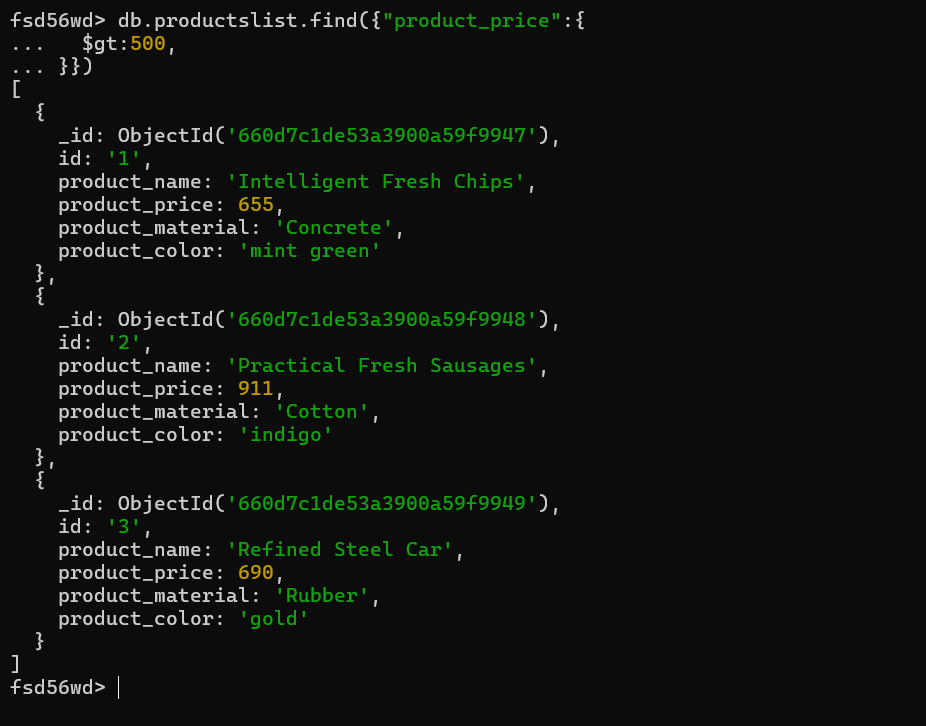 fsd56wd> db.productslist.find({"product_price":{
...   $gt:500,
... }})
[
  {
    _id: ObjectId('660d7c1de53a3900a59f9947'),
    id: '1',
    product_name: 'Intelligent Fresh Chips',
    product_price: 655,
    product_material: 'Concrete',
    product_color: 'mint green'
  },
  {
    _id: ObjectId('660d7c1de53a3900a59f9948'),
    id: '2',
    product_name: 'Practical Fresh Sausages',
    product_price: 911,
    product_material: 'Cotton',
    product_color: 'indigo'
  },
  {
    _id: ObjectId('660d7c1de53a3900a59f9949'),
    id: '3',
    product_name: 'Refined Steel Car',
    product_price: 690,
    product_material: 'Rubber',
    product_color: 'gold'
  }
]
fsd56wd>